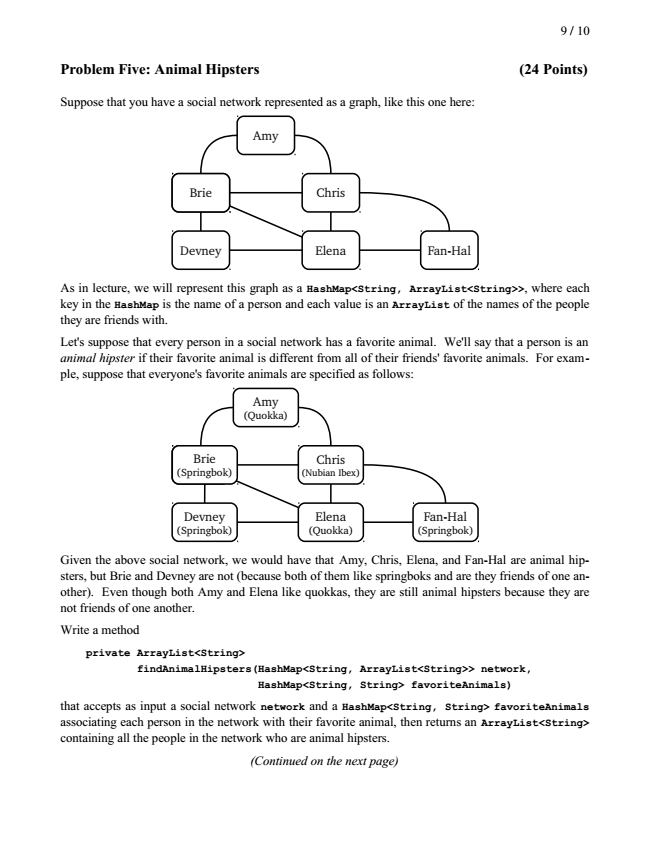 9 / 10
Problem Five: Animal Hipsters (24 Points)
Suppose that you have a social network represented as a graph, like this one here:
Amy
Brie
Chris
Devney
Elena
Fan-Hal
As in lecture, we will represent this graph as a HashMap<String, ArrayList<String>>, where each
key in the HashMap is the name of a person and each value is an ArrayList of the names of the people
they are friends with.
Let's suppose that every person in a social network has a favorite animal. We'll say that a person is an
animal hipster if their favorite animal is different from all of their friends' favorite animals. For exam-
ple, suppose that everyone's favorite animals are specified as follows:
Amy
(Quokka)
Brie
(Springbok)
Chris
(Nubian Ibex)
Devney
(Springbok)
Elena
(Quokka)
Fan-Hal
(Springbok)
Given the above social network, we would have that Amy, Chris, Elena, and Fan-Hal are animal hip-
sters, but Brie and Devney are not (because both of them like springboks and are they friends of one an-
other). Even though both Amy and Elena like quokkas, they are still animal hipsters because they are
not friends of one another.
Write a method
private ArrayList<String>
findAnimalHipsters(HashMap<String, ArrayList<String>> network,
HashMap<String, String> favoriteAnimals)
that accepts as input a social network network and a HashMap<String, String> favoriteAnimals
associating each person in the network with their favorite animal, then returns an ArrayList<String>
containing all the people in the network who are animal hipsters.
(Continued on the next page)